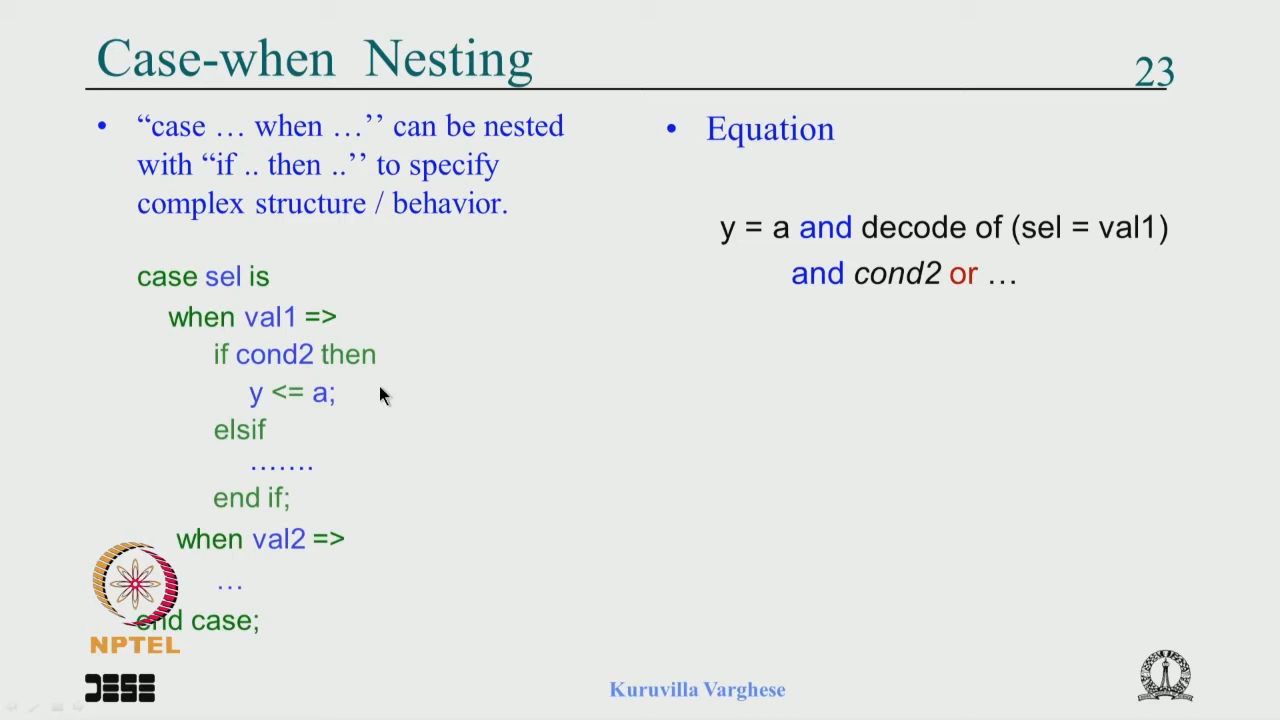 Case-when Nesting
23
• “case … when …’’ can be nested
with “if .. then ..’’ to specify
complex structure / behavior.
case sel is
when val1 =>
if cond2 then
y <= a;
elsif
…….
end if;
when val2 =>
…
end case;
• Equation
y = a and decode of (sel = val1)
and cond2 or …
NPTEL
DESE
Kuruvilla Varghese